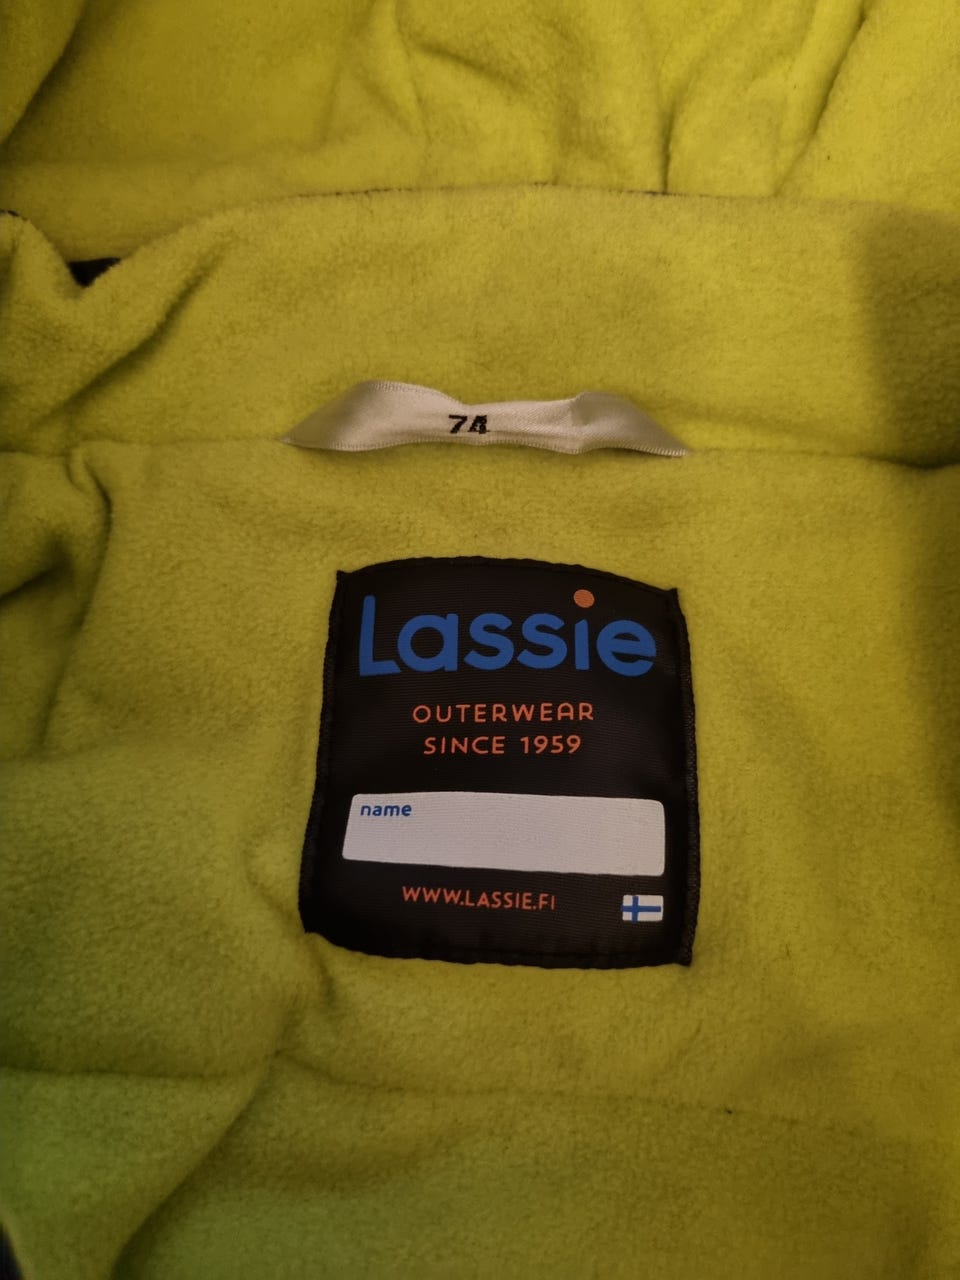 74
Lassie
OUTERWEAR
SINCE 1959
name
WWW.LASSIE.FI